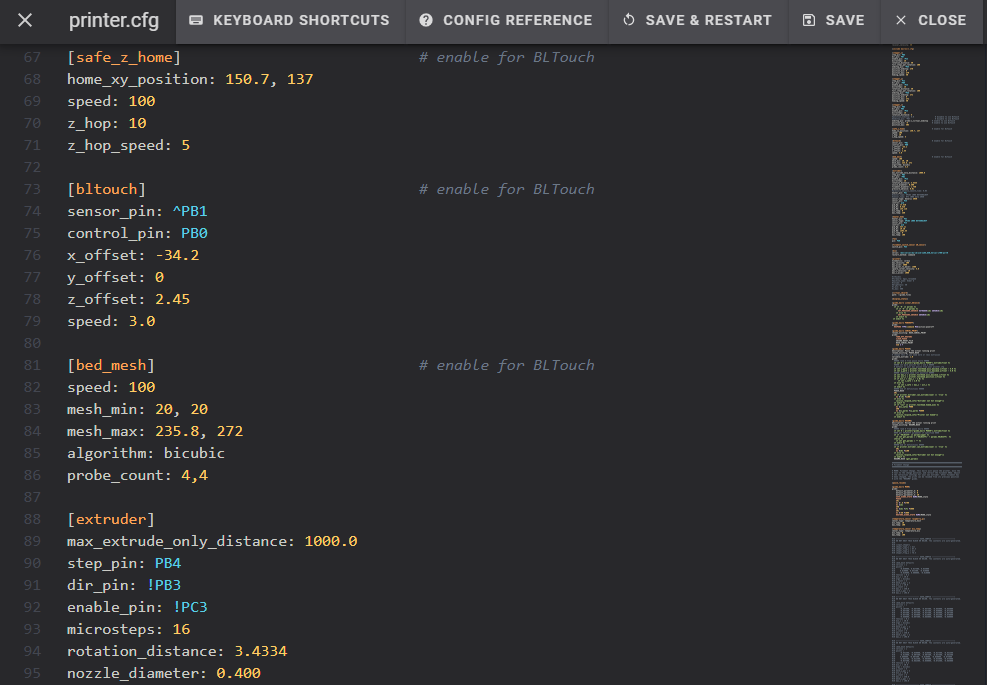 printer.cfg KEYBOARD SHORTCUTS CONFIG REFERENCE SAVE & RESTART SAVE CLOSE
67 [safe_z_home] # enable for BLTouch
68 home_xy_position: 150.7, 137
69 speed: 100
70 z_hop: 10
71 z_hop_speed: 5
72
73 [bltouch] # enable for BLTouch
74 sensor_pin: ^PB1
75 control_pin: PB0
76 x_offset: -34.2
77 y_offset: 0
78 z_offset: 2.45
79 speed: 3.0
80
81 [bed_mesh] # enable for BLTouch
82 speed: 100
83 mesh_min: 20, 20
84 mesh_max: 235.8, 272
85 algorithm: bicubic
86 probe_count: 4,4
87
88 [extruder]
89 max_extrude_only_distance: 1000.0
90 step_pin: PB4
91 dir_pin: !PB3
92 enable_pin: !PC3
93 microsteps: 16
94 rotation_distance: 3.4334
95 nozzle_diameter: 0.400